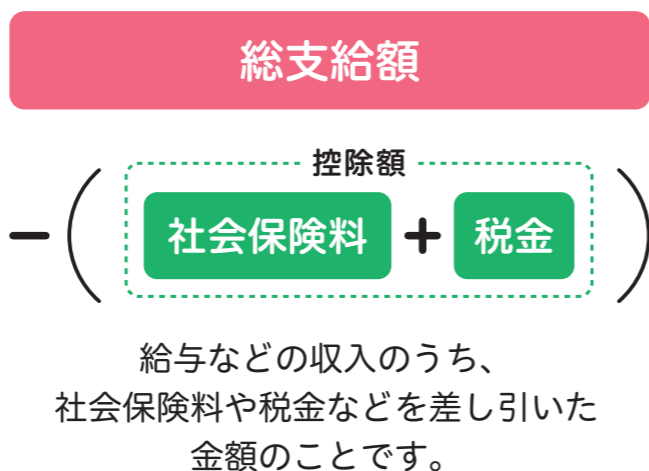 総支給額
控除額
－（社会保険料＋税金）
給与などの収入のうち、
社会保険料や税金などを差し引いた
金額のことです。